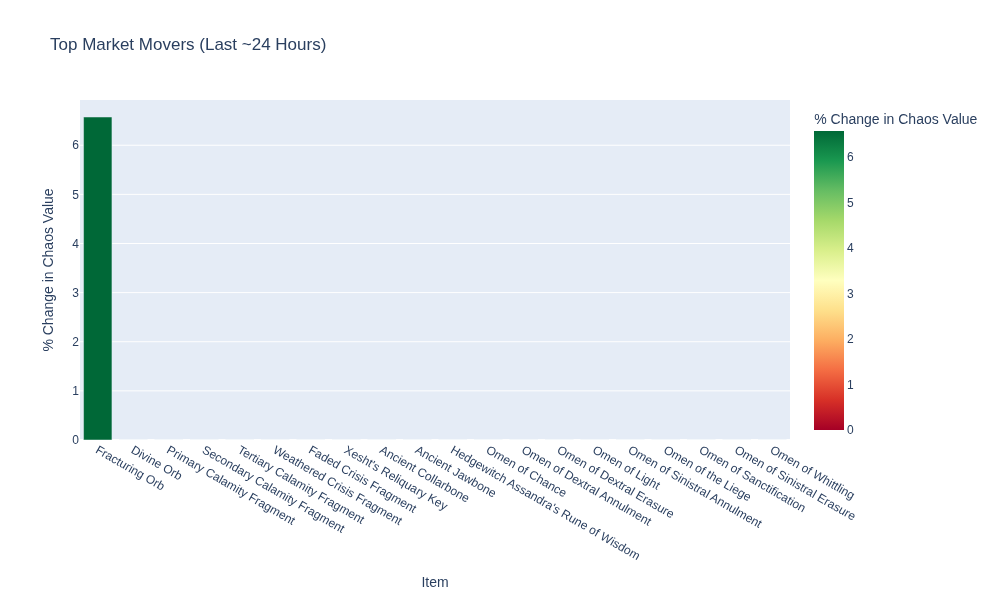 Top Market Movers (Last ~24 Hours)
% Change in Chaos Value
6
5
4
3
2
1
0
Fracturing Orb
Divine Orb
Primary Calamity Fragment
Secondary Calamity Fragment
Tertiary Calamity Fragment
Weathered Crisis Fragment
Faded Crisis Fragment
Xesht's Reliquary Key
Ancient Collarbone
Ancient Jawbone
Hedgewitch Assandra's Rune of Wisdom
Omen of Chance
Omen of Dextral Annulment
Omen of Dextral Erasure
Omen of Light
Omen of Sinistral Annulment
Omen of the Liege
Omen of Sanctification
Omen of Sinistral Erasure
Omen of Whittling
Item
% Change in Chaos Value
6
5
4
3
2
1
0